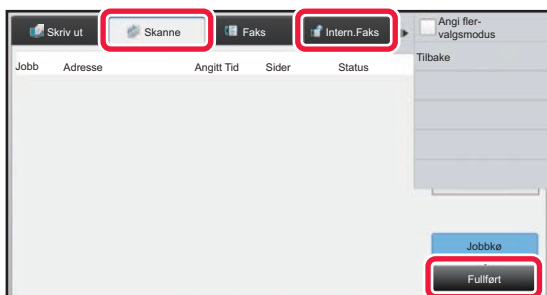 Skriv ut Skanne Faks Intern.Faks
Angi fler-
valgsmodus
Tilbake
Jobb Adresse Angitt Tid Sider Status
Jobbkø
Fullført